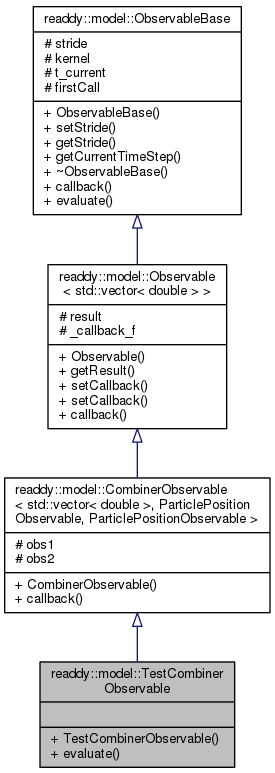 readdy::model::ObservableBase
# stride
# kernel
# t_current
# firstCall
+ ObservableBase()
+ setStride()
+ getStride()
+ getCurrentTimeStep()
+ ~ObservableBase()
+ callback()
+ evaluate()
readdy::model::Observable
< std::vector< double > >
# result
# _callback_f
+ Observable()
+ getResult()
+ setCallback()
+ setCallback()
+ callback()
readdy::model::CombinerObservable
< std::vector< double >, ParticlePosition
Observable, ParticlePositionObservable >
# obs1
# obs2
+ CombinerObservable()
+ callback()
readdy::model::TestCombiner
Observable
+ TestCombinerObservable()
+ evaluate()